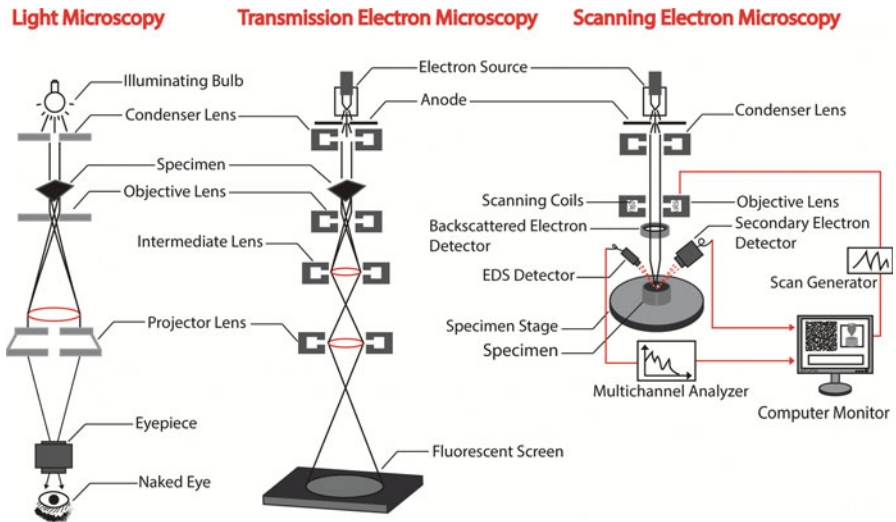 Light Microscopy
Transmission Electron Microscopy
Scanning Electron Microscopy
Illuminating Bulb
Condenser Lens
Specimen
Objective Lens
Intermediate Lens
Projector Lens
Eyepiece
Naked Eye
Electron Source
Anode
Fluorescent Screen
Condenser Lens
Scanning Coils
Objective Lens
Backscattered Electron
Detector
Secondary Electron
Detector
EDS Detector
Scan Generator
Specimen Stage
Specimen
Multichannel Analyzer
Computer Monitor